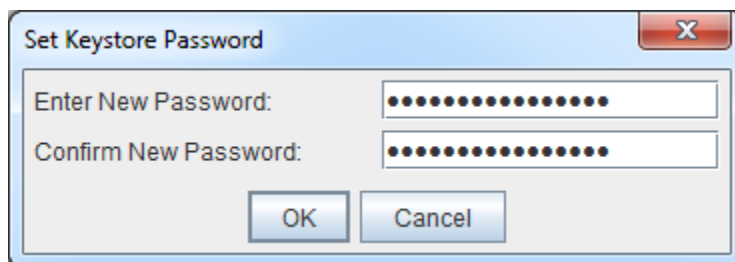 Set Keystore Password
Enter New Password: ••••••••••••••••
Confirm New Password: ••••••••••••••••
OK Cancel